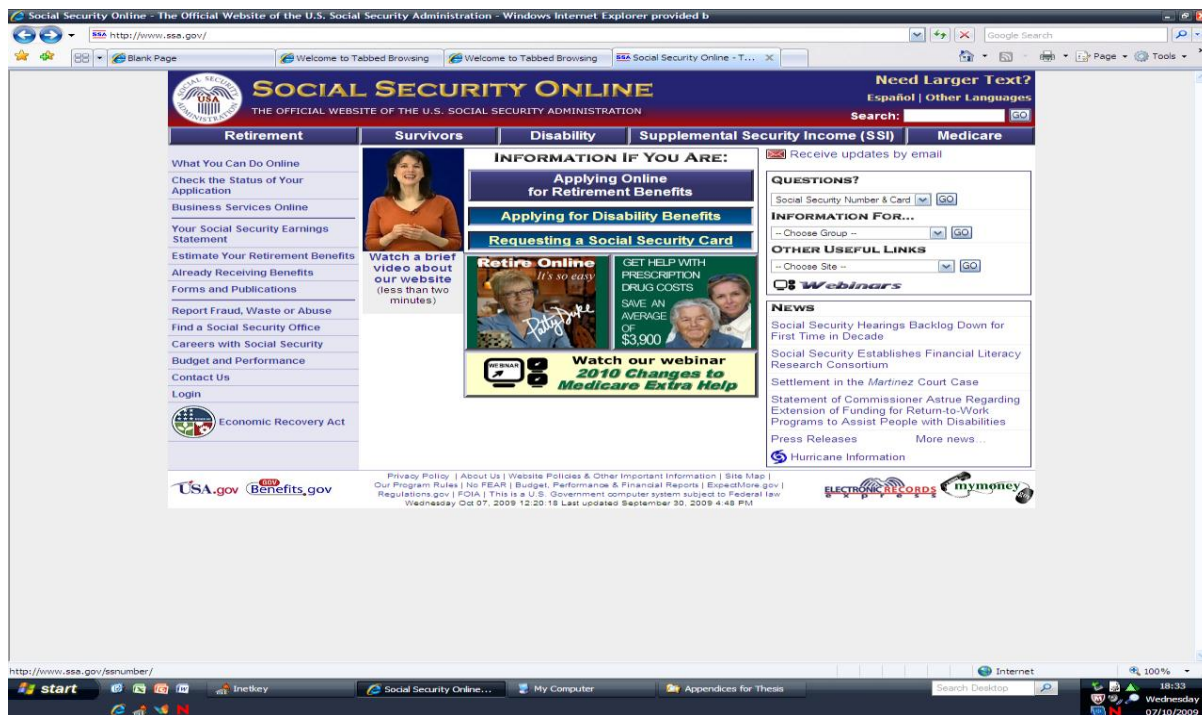 Social Security Online - The Official Website of the U.S. Social Security Administration - Windows Internet Explorer provided b
SSA http://www.ssa.gov/
Google Search
Blank Page
Welcome to Tabbed Browsing
Welcome to Tabbed Browsing
SSA Social Security Online - T...
Page
Tools
SOCIAL SECURITY ONLINE
THE OFFICIAL WEBSITE OF THE U.S. SOCIAL SECURITY ADMINISTRATION
SOCIAL SECURITY ADMINISTRATION
USA
Need Larger Text?
Español | Other Languages
Search: GO
Retirement
Survivors
Disability
Supplemental Security Income (SSI)
Medicare
What You Can Do Online
Check the Status of Your
Application
Business Services Online
Your Social Security Earnings
Statement
Estimate Your Retirement Benefits
Already Receiving Benefits
Forms and Publications
Report Fraud, Waste or Abuse
Find a Social Security Office
Careers with Social Security
Budget and Performance
Contact Us
Login
Economic Recovery Act
Watch a brief
video about
our website
(less than two
minutes)
INFORMATION IF YOU ARE:
Applying Online
for Retirement Benefits
Applying for Disability Benefits
Requesting a Social Security Card
Retire Online
It's so easy
Patty Duke
GET HELP WITH
PRESCRIPTION
DRUG COSTS
SAVE AN
AVERAGE
OF
$3,900
WEBINAR
Watch our webinar
2010 Changes to
Medicare Extra Help
Receive updates by email
QUESTIONS?
Social Security Number & Card GO
INFORMATION FOR...
-- Choose Group -- GO
OTHER USEFUL LINKS
-- Choose Site -- GO
Webinars
NEWS
Social Security Hearings Backlog Down for
First Time in Decade
Social Security Establishes Financial Literacy
Research Consortium
Settlement in the Martinez Court Case
Statement of Commissioner Astrue Regarding
Extension of Funding for Return-to-Work
Programs to Assist People with Disabilities
Press Releases More news...
Hurricane Information
USA.gov
GOV
Benefits.gov
Privacy Policy | About Us | Website Policies & Other Important Information | Site Map |
Our Program Rules | No FEAR | Budget, Performance & Financial Reports | ExpectMore.gov |
Regulations.gov | FOIA | This is a U.S. Government computer system subject to Federal law
Wednesday Oct 07, 2009 12:20:18 Last updated September 30, 2009 4:48 PM
ELECTRONIC RECORDS
express
mymoney
http://www.ssa.gov/ssnumber/
Internet
100%
start
Inetkey
Social Security Online...
My Computer
Appendices for Thesis
Search Desktop
18:33
Wednesday
07/10/2009